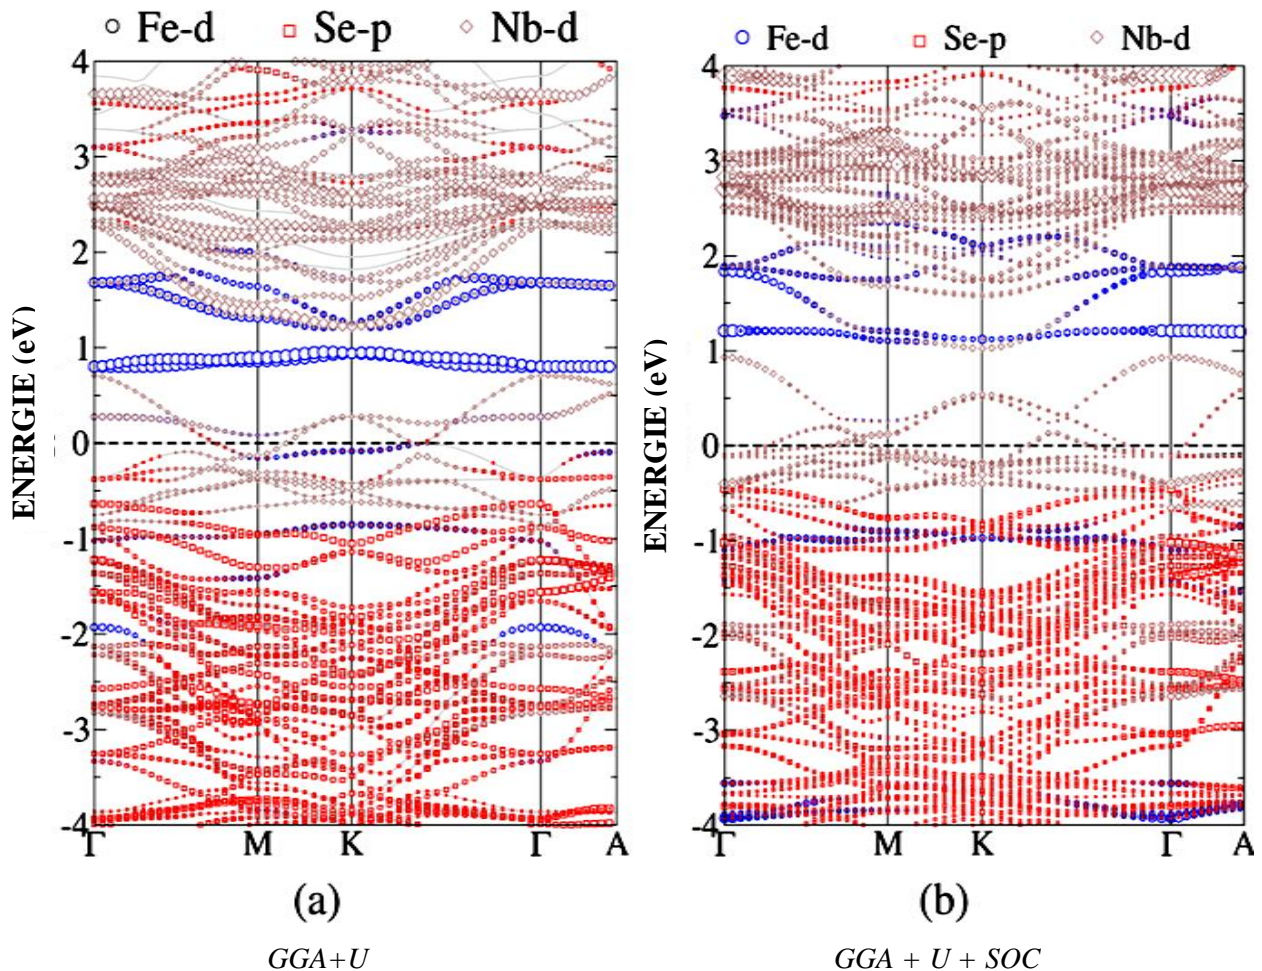 Fe-d Se-p Nb-d
Fe-d Se-p Nb-d
ENERGIE (eV)
4
3
2
1
0
-1
-2
-3
-4
Γ M K Γ A
ENERGIE (eV)
4
3
2
1
0
-1
-2
-3
-4
Γ M K Γ A
(a)
(b)
GGA+U
GGA + U + SOC